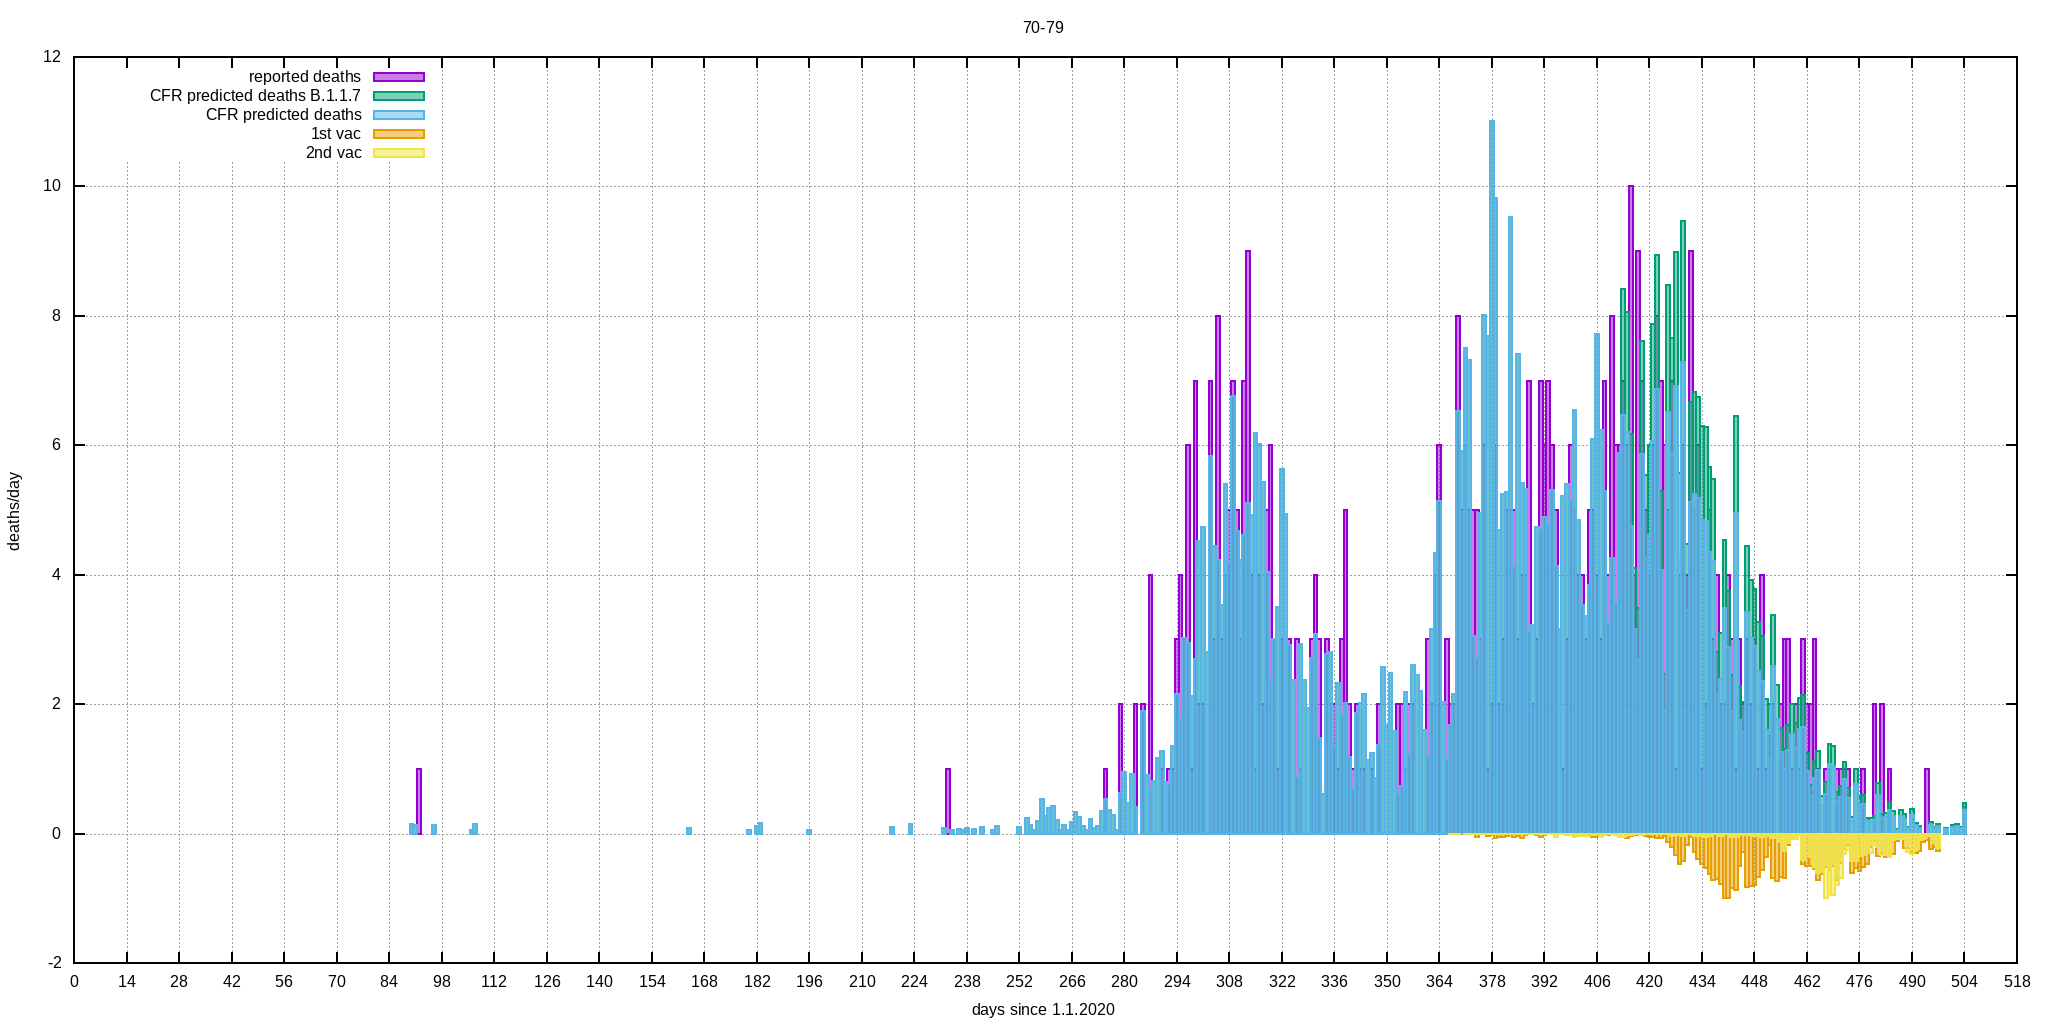 70-79
reported deaths
CFR predicted deaths B.1.1.7
CFR predicted deaths
1st vac
2nd vac
12
10
8
6
4
2
0
-2
deaths/day
0 14 28 42 56 70 84 98 112 126 140 154 168 182 196 210 224 238 252 266 280 294 308 322 336 350 364 378 392 406 420 434 448 462 476 490 504 518
days since 1.1.2020